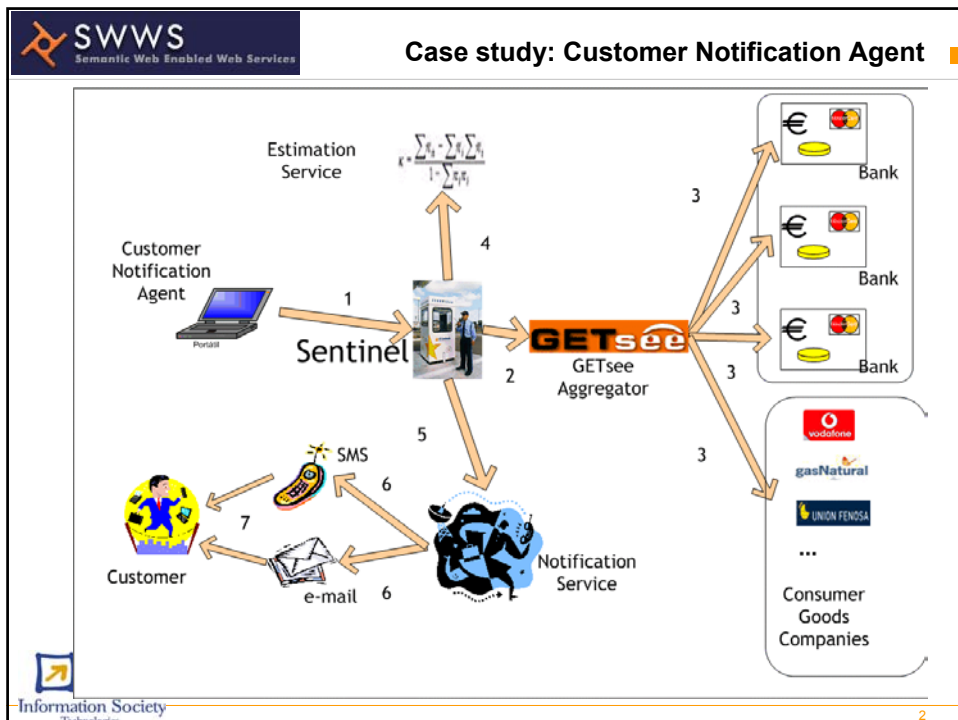 SWWS
Semantic Web Enabled Web Services
Case study: Customer Notification Agent
Estimation
Service
Customer
Notification
Agent
Portátil
1
Sentinel
4
2
GETsee
GETsee
Aggregator
3
3
3
3
€
Bank
€
Bank
€
Bank
vodafone
gasNatural
UNION FENOSA
...
Consumer
Goods
Companies
5
SMS
6
7
Customer
e-mail
6
Notification
Service
Information Society
2